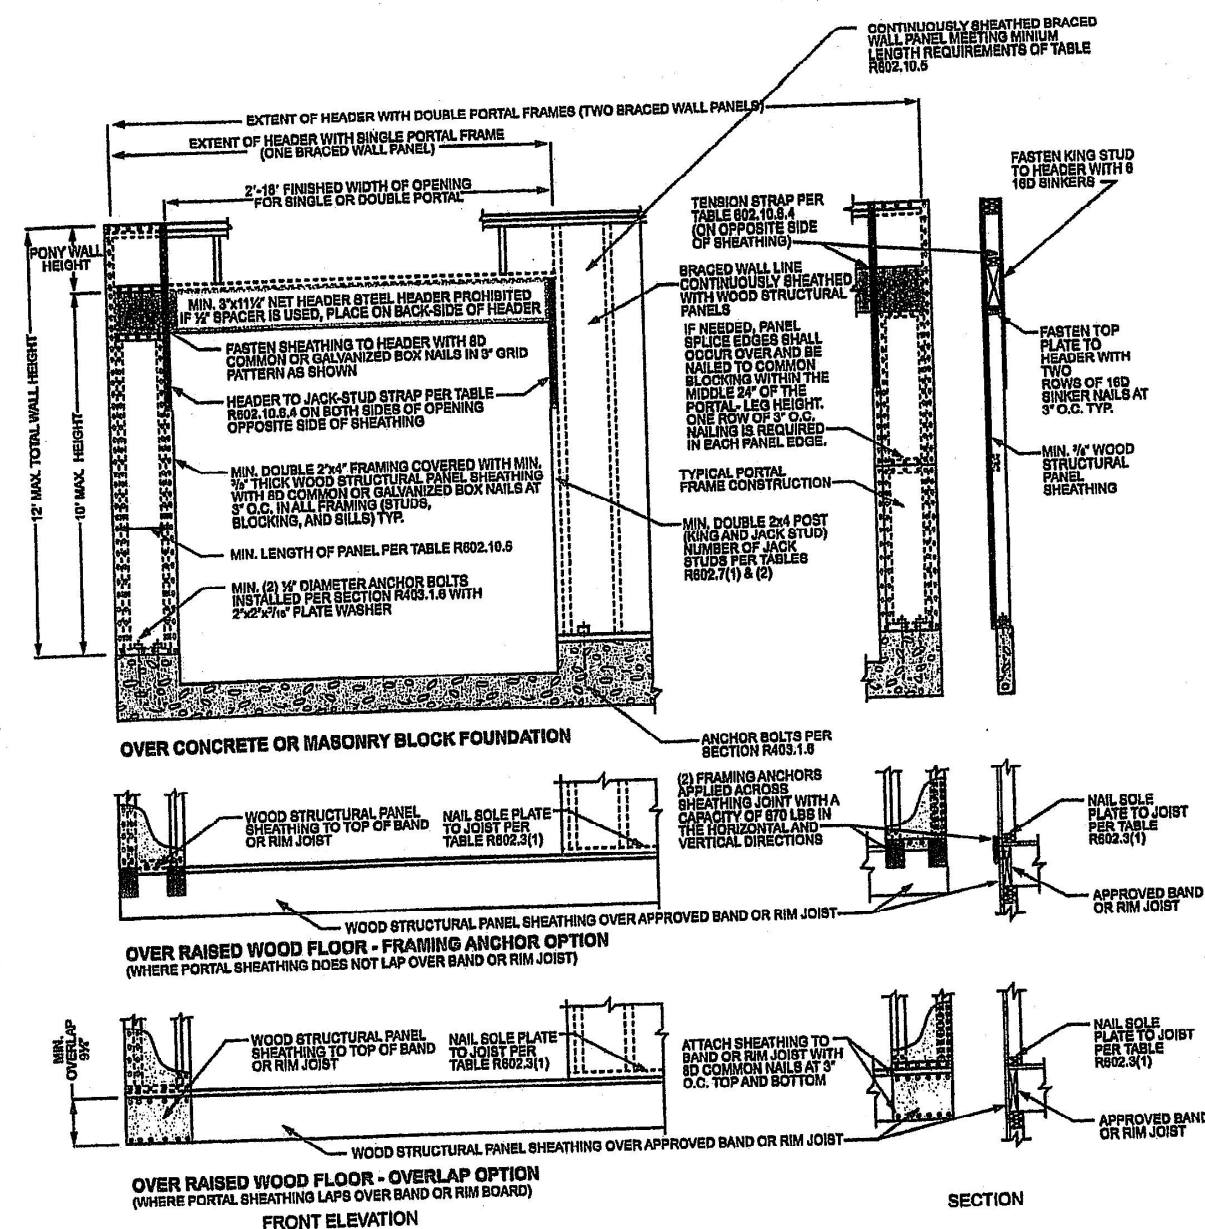 CONTINUOUSLY SHEATHED BRACED
WALL PANEL MEETING MINIUM
LENGTH REQUIREMENTS OF TABLE
R602.10.5
EXTENT OF HEADER WITH DOUBLE PORTAL FRAMES (TWO BRACED WALL PANELS)
EXTENT OF HEADER WITH SINGLE PORTAL FRAME
(ONE BRACED WALL PANEL)
2'-18' FINISHED WIDTH OF OPENING
FOR SINGLE OR DOUBLE PORTAL
FASTEN KING STUD
TO HEADER WITH 6
16D SINKERS
TENSION STRAP PER
TABLE 602.10.6.4
(ON OPPOSITE SIDE
OF SHEATHING)
PONY WALL
HEIGHT
12' MAX. TOTAL WALL HEIGHT
10' MAX. HEIGHT
MIN. 3"x11¼" NET HEADER STEEL HEADER PROHIBITED
IF ½" SPACER IS USED, PLACE ON BACK-SIDE OF HEADER
BRACED WALL LINE
CONTINUOUSLY SHEATHED
WITH WOOD STRUCTURAL
PANELS
FASTEN SHEATHING TO HEADER WITH 8D
COMMON OR GALVANIZED BOX NAILS IN 3" GRID
PATTERN AS SHOWN
IF NEEDED, PANEL
SPLICE EDGES SHALL
OCCUR OVER AND BE
NAILED TO COMMON
BLOCKING WITHIN THE
MIDDLE 24" OF THE
PORTAL- LEG HEIGHT.
ONE ROW OF 3" O.C.
NAILING IS REQUIRED
IN EACH PANEL EDGE.
FASTEN TOP
PLATE TO
HEADER WITH
TWO
ROWS OF 16D
SINKER NAILS AT
3" O.C. TYP.
HEADER TO JACK-STUD STRAP PER TABLE
R602.10.6.4 ON BOTH SIDES OF OPENING
OPPOSITE SIDE OF SHEATHING
MIN. DOUBLE 2"x4" FRAMING COVERED WITH MIN.
⅜" THICK WOOD STRUCTURAL PANEL SHEATHING
WITH 8D COMMON OR GALVANIZED BOX NAILS AT
3" O.C. IN ALL FRAMING (STUDS,
BLOCKING, AND SILLS) TYP.
TYPICAL PORTAL
FRAME CONSTRUCTION
MIN. ⅜" WOOD
STRUCTURAL
PANEL
SHEATHING
MIN. DOUBLE 2x4 POST
(KING AND JACK STUD)
NUMBER OF JACK
STUDS PER TABLES
R602.7(1) & (2)
MIN. LENGTH OF PANEL PER TABLE R602.10.5
MIN. (2) ½" DIAMETER ANCHOR BOLTS
INSTALLED PER SECTION R403.1.6 WITH
2"x2"x³/₁₆" PLATE WASHER
OVER CONCRETE OR MASONRY BLOCK FOUNDATION
ANCHOR BOLTS PER
SECTION R403.1.6
WOOD STRUCTURAL PANEL
SHEATHING TO TOP OF BAND
OR RIM JOIST
NAIL SOLE PLATE
TO JOIST PER
TABLE R602.3(1)
(2) FRAMING ANCHORS
APPLIED ACROSS
SHEATHING JOINT WITH A
CAPACITY OF 670 LBS IN
THE HORIZONTAL AND
VERTICAL DIRECTIONS
NAIL SOLE
PLATE TO JOIST
PER TABLE
R602.3(1)
APPROVED BAND
OR RIM JOIST
WOOD STRUCTURAL PANEL SHEATHING OVER APPROVED BAND OR RIM JOIST
OVER RAISED WOOD FLOOR - FRAMING ANCHOR OPTION
(WHERE PORTAL SHEATHING DOES NOT LAP OVER BAND OR RIM JOIST)
MIN.
OVERLAP
9¼"
WOOD STRUCTURAL PANEL
SHEATHING TO TOP OF BAND
OR RIM JOIST
NAIL SOLE PLATE
TO JOIST PER
TABLE R602.3(1)
ATTACH SHEATHING TO
BAND OR RIM JOIST WITH
8D COMMON NAILS AT 3"
O.C. TOP AND BOTTOM
NAIL SOLE
PLATE TO JOIST
PER TABLE
R602.3(1)
APPROVED BAND
OR RIM JOIST
WOOD STRUCTURAL PANEL SHEATHING OVER APPROVED BAND OR RIM JOIST
OVER RAISED WOOD FLOOR - OVERLAP OPTION
(WHERE PORTAL SHEATHING LAPS OVER BAND OR RIM BOARD)
FRONT ELEVATION
SECTION